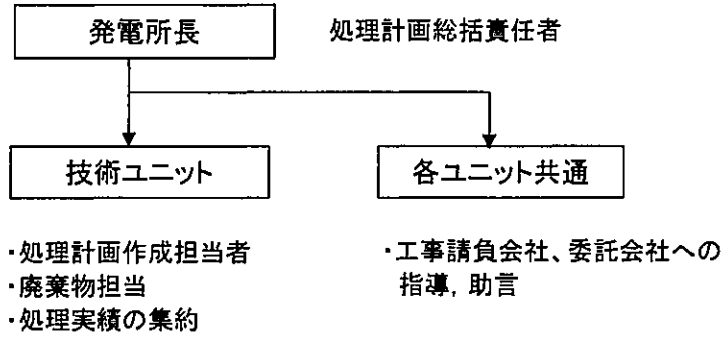 発電所長 処理計画総括責任者
技術ユニット 各ユニット共通
・処理計画作成担当者
・廃棄物担当
・処理実績の集約
・工事請負会社、委託会社への
指導，助言